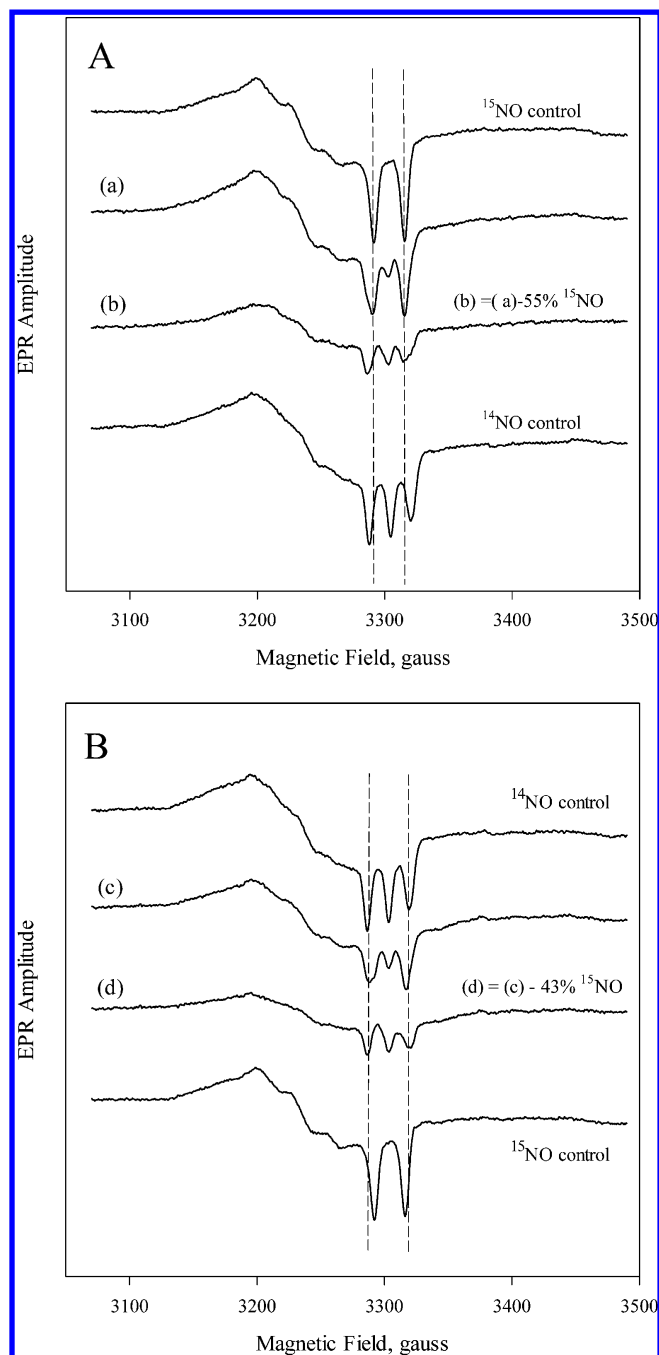 A
¹⁵NO control
(a)
(b)
(b) =( a)-55% ¹⁵NO
¹⁴NO control
EPR Amplitude
3100 3200 3300 3400 3500
Magnetic Field, gauss
B
¹⁴NO control
(c)
(d)
(d) = (c) - 43% ¹⁵NO
¹⁵NO control
EPR Amplitude
3100 3200 3300 3400 3500
Magnetic Field, gauss